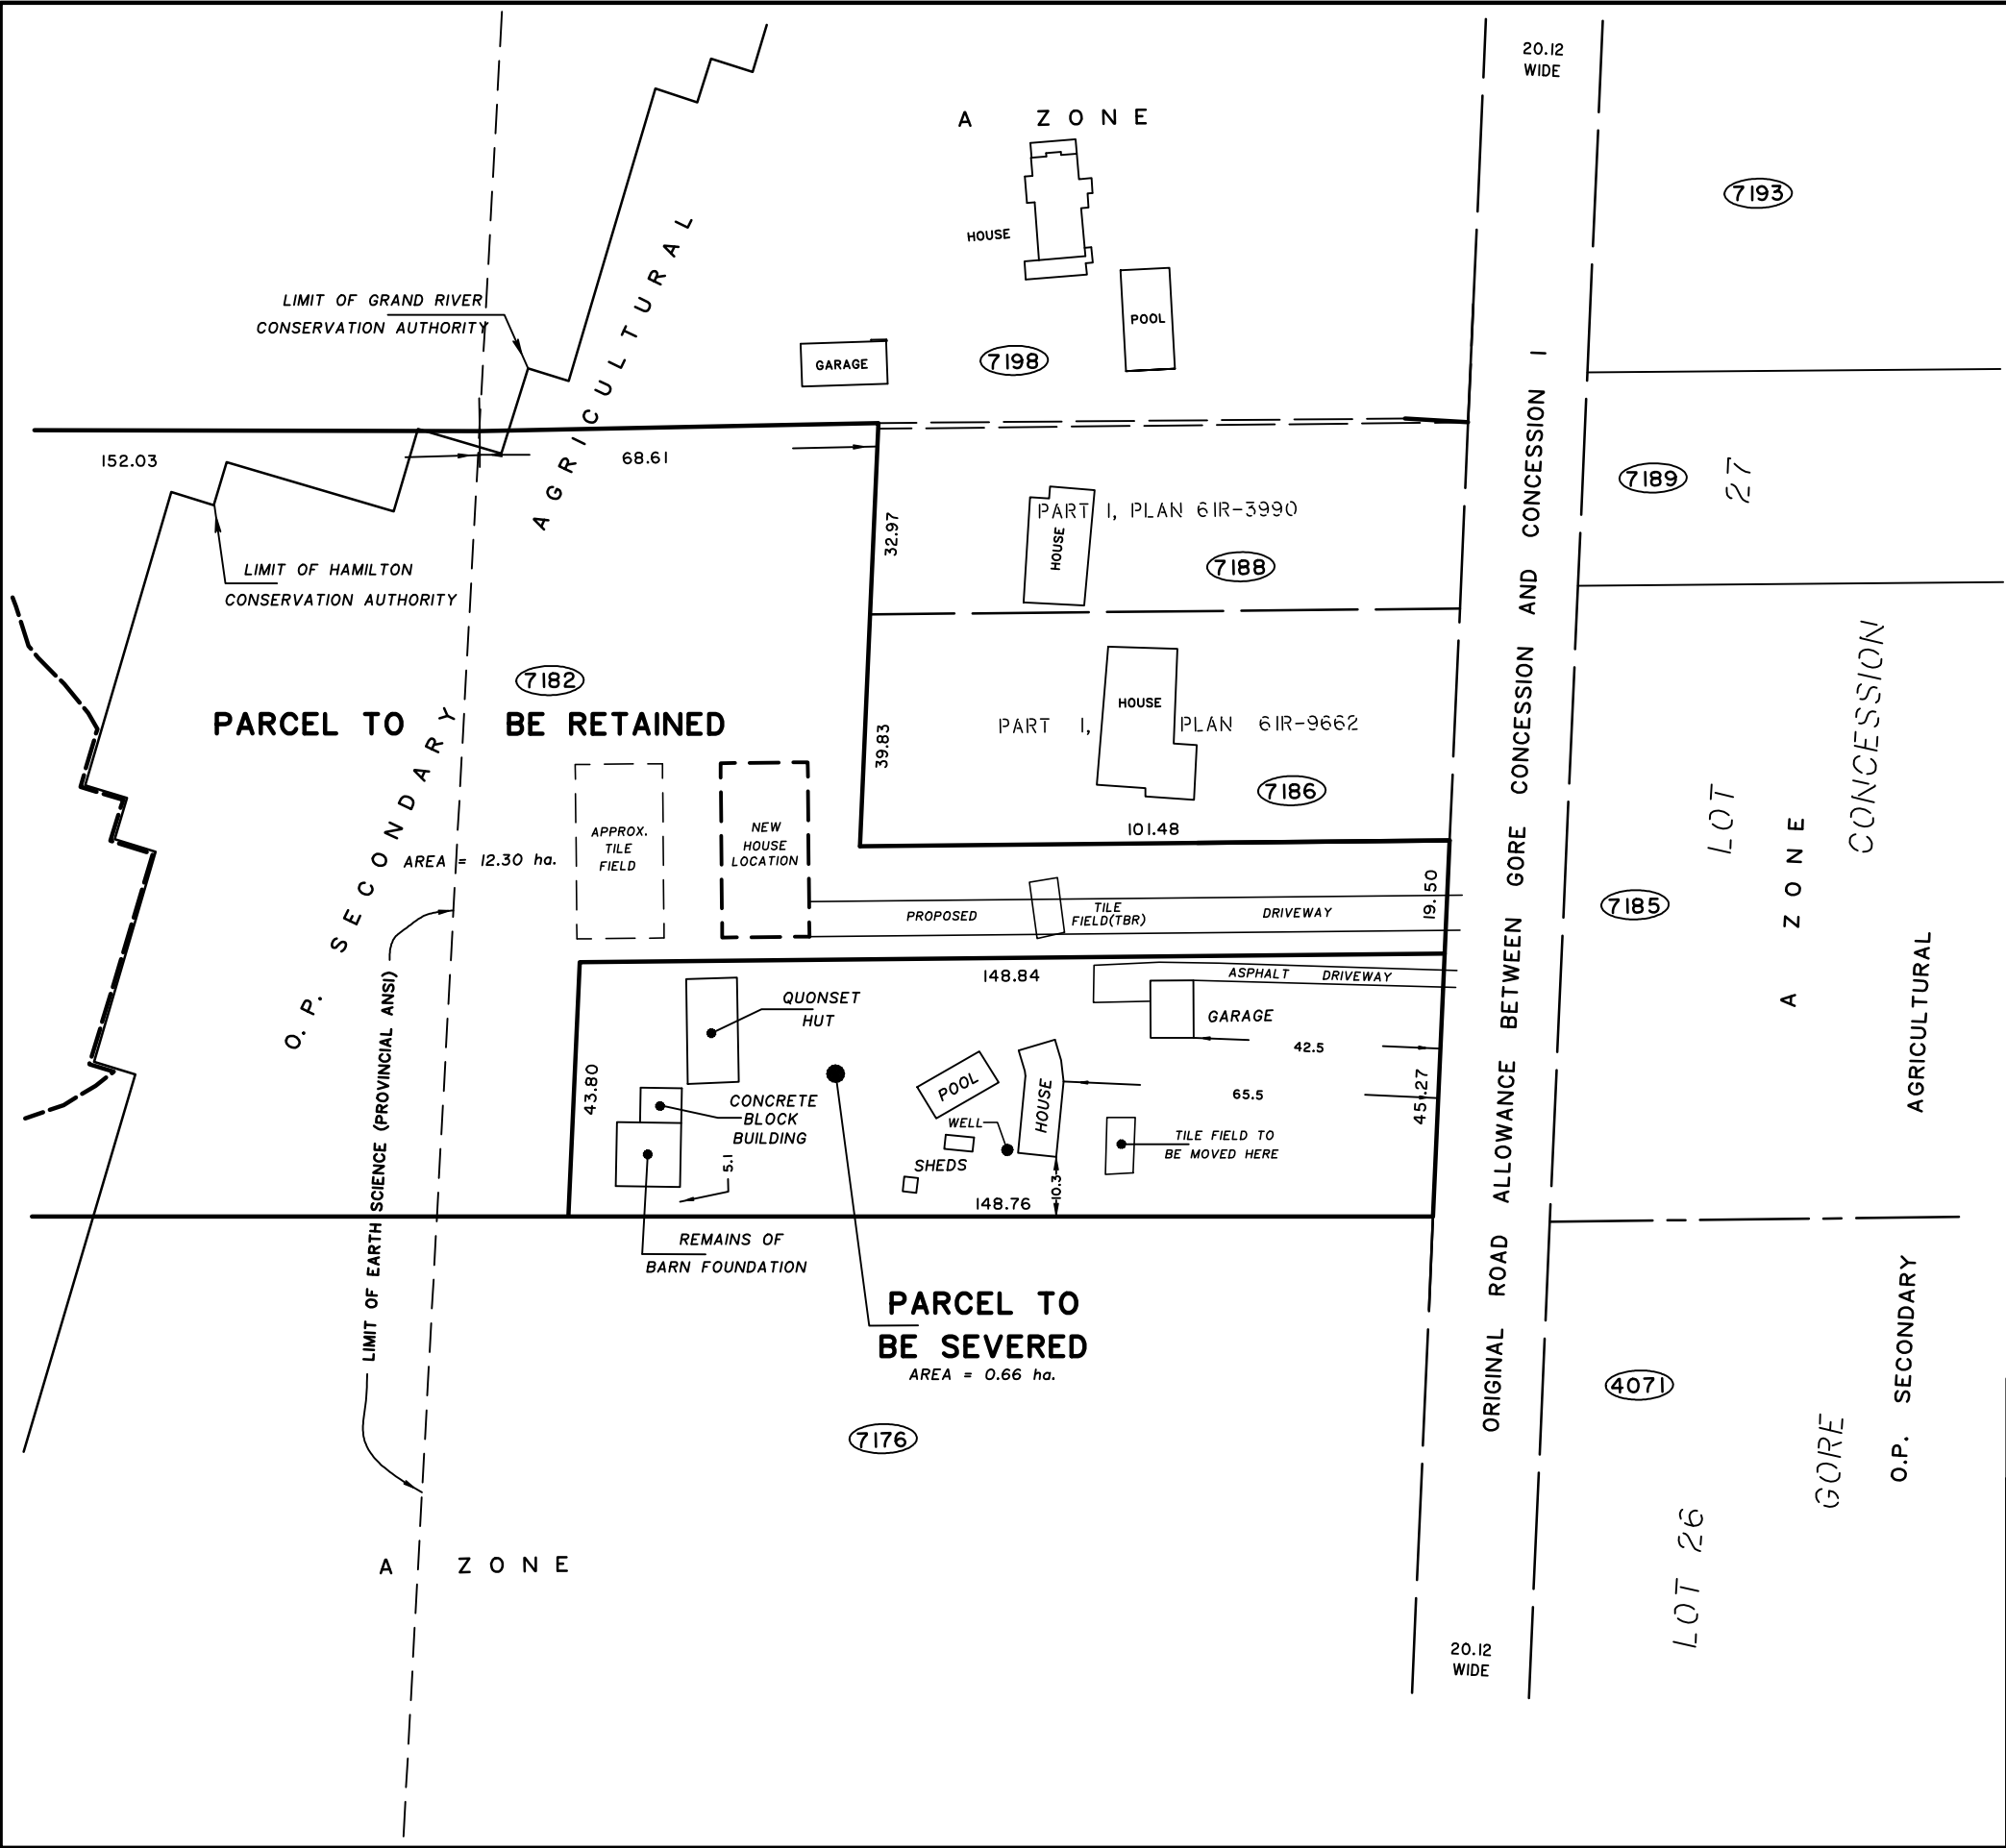 20.12
WIDE
A ZONE
7193
HOUSE
POOL
LIMIT OF GRAND RIVER
CONSERVATION AUTHORITY
GARAGE
7198
AGRICULTURAL
152.03
68.61
7189
27
32.97
PART 1, PLAN 61R-3990
HOUSE
7188
LIMIT OF HAMILTON
CONSERVATION AUTHORITY
7182
PARCEL TO BE RETAINED
39.83
HOUSE
PART 1, PLAN 61R-9662
7186
101.48
O.P. SECONDARY
AREA = 12.30 ha.
APPROX.
TILE
FIELD
NEW
HOUSE
LOCATION
PROPOSED
TILE
FIELD(TBR)
DRIVEWAY
19.50
7185
LOT
CONCESSION
A ZONE
AGRICULTURAL
ORIGINAL ROAD ALLOWANCE BETWEEN GORE CONCESSION AND CONCESSION 1
LIMIT OF EARTH SCIENCE (PROVINCIAL ANSI)
148.84
ASPHALT DRIVEWAY
QUONSET
HUT
GARAGE
42.5
43.80
CONCRETE
BLOCK
BUILDING
POOL
HOUSE
65.5
45.27
WELL
TILE FIELD TO
BE MOVED HERE
5.1
SHEDS
10.3
148.76
REMAINS OF
BARN FOUNDATION
PARCEL TO
BE SEVERED
AREA = 0.66 ha.
7176
4071
O.P. SECONDARY
GORE
LOT 26
A ZONE
20.12
WIDE